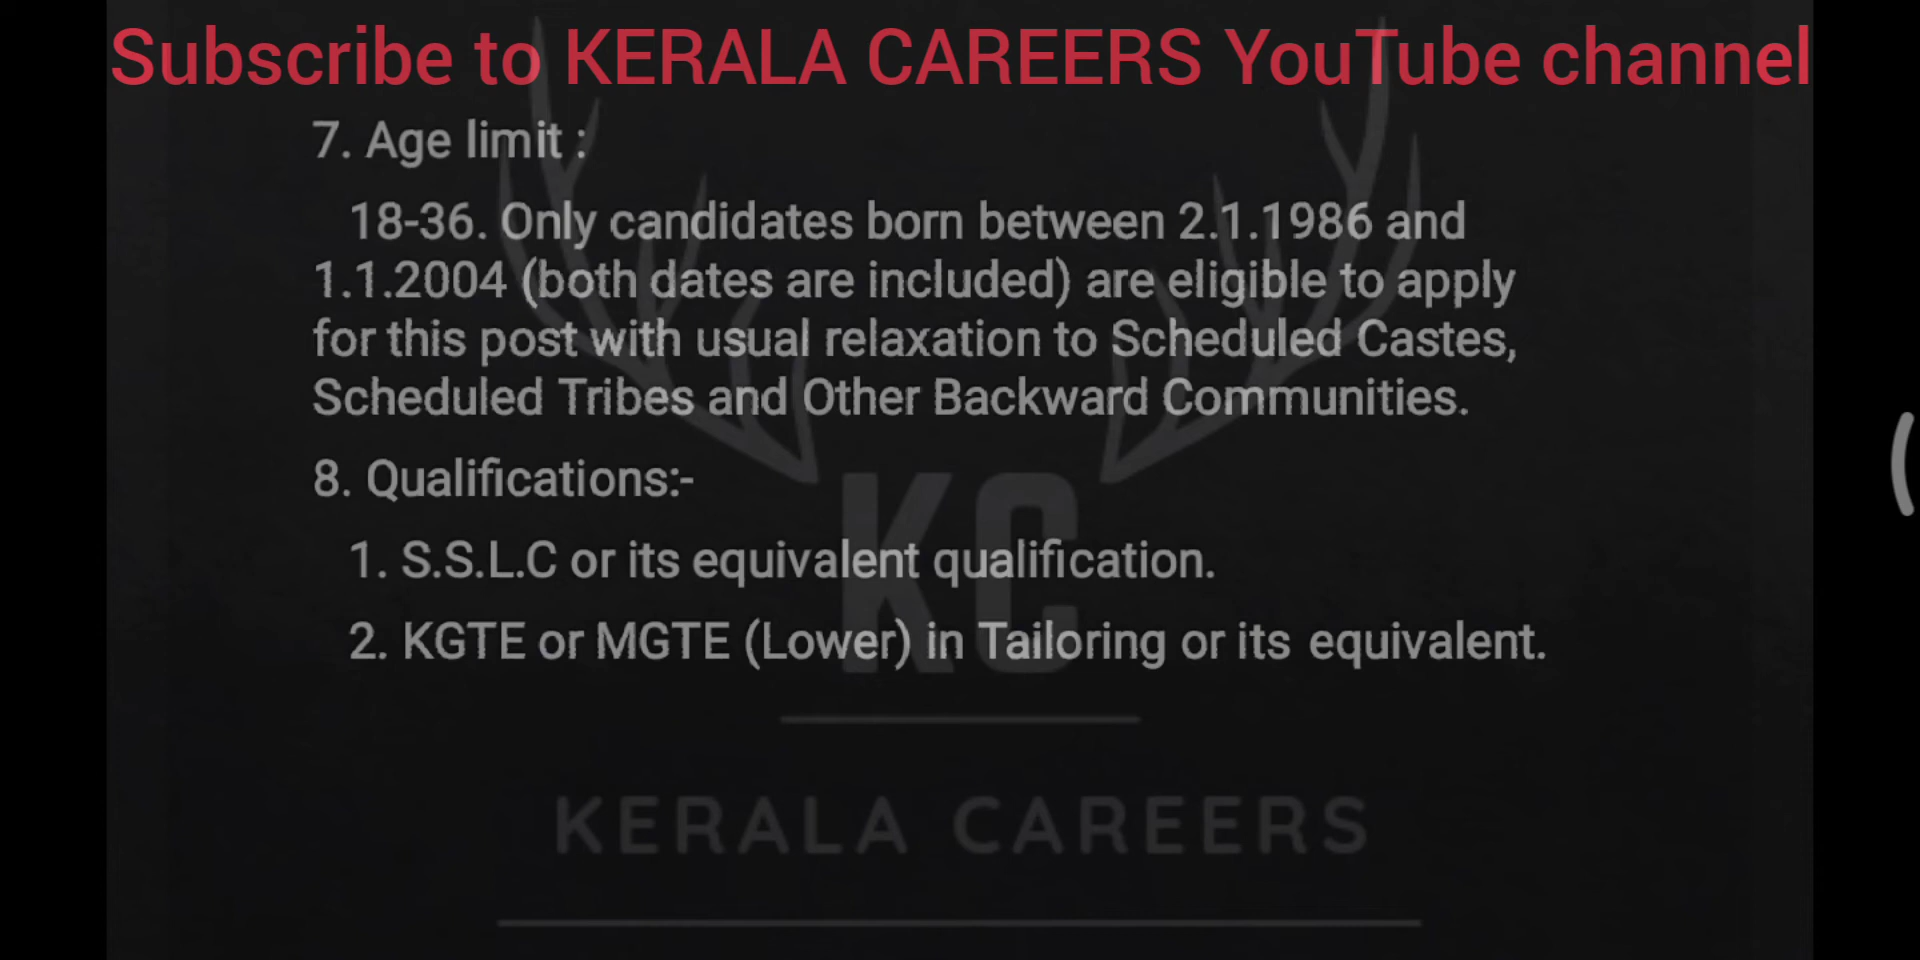 Subscribe to KERALA CAREERS YouTube channel
7. Age limit :
18-36. Only candidates born between 2.1.1986 and
1.1.2004 (both dates are included) are eligible to apply
for this post with usual relaxation to Scheduled Castes,
Scheduled Tribes and Other Backward Communities.
8. Qualifications:-
1. S.S.L.C or its equivalent qualification.
2. KGTE or MGTE (Lower) in Tailoring or its equivalent.
KC
KERALA CAREERS